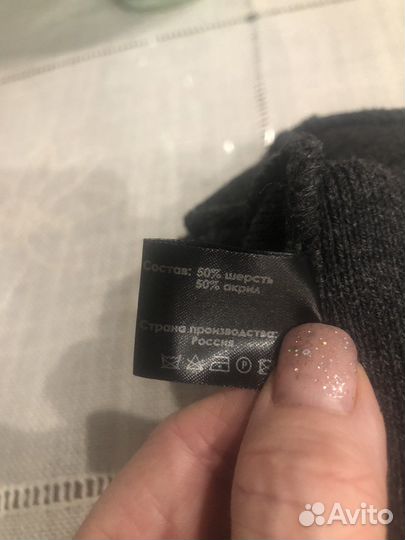 Состав: 50% шерсть
50% акрил
Страна производства:
Россия
P
Avito